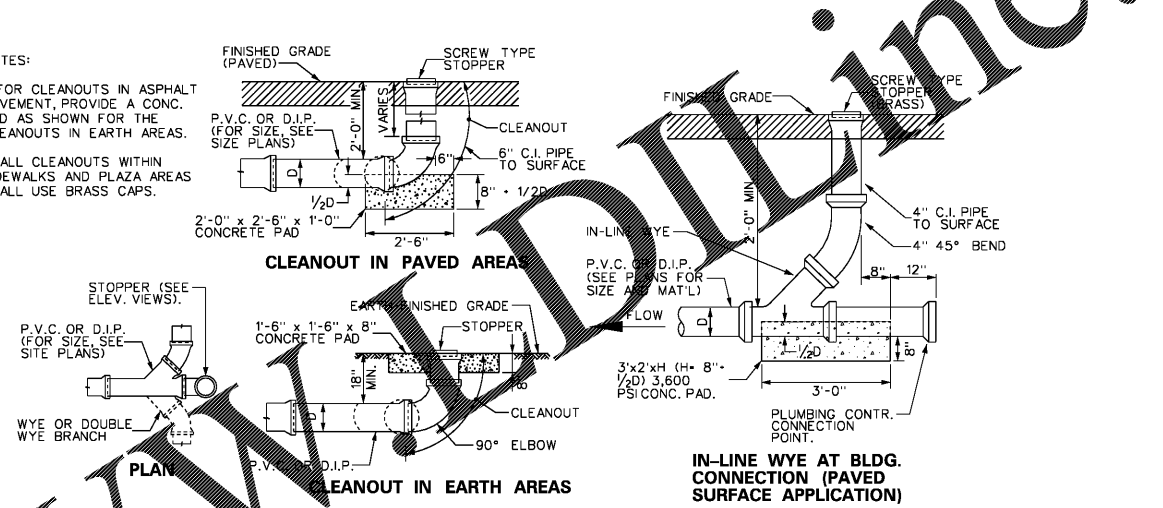 TES:
FOR CLEANOUTS IN ASPHALT
VEMENT, PROVIDE A CONC.
D AS SHOWN FOR THE
EANOUTS IN EARTH AREAS.
ALL CLEANOUTS WITHIN
DEWALKS AND PLAZA AREAS
ALL USE BRASS CAPS.
FINISHED GRADE
(PAVED)
SCREW TYPE
STOPPER
P.V.C. OR D.I.P.
(FOR SIZE, SEE
SIZE PLANS)
2'-0" MIN.
VARIES
CLEANOUT
6" C.I. PIPE
TO SURFACE
6"
D
½D
8" + 1/2D
2'-0" x 2'-6" x 1'-0"
CONCRETE PAD
2'-6"
CLEANOUT IN PAVED AREAS
STOPPER (SEE
ELEV. VIEWS).
P.V.C. OR D.I.P.
(FOR SIZE, SEE
SITE PLANS)
WYE OR DOUBLE
WYE BRANCH
PLAN
EARTH FINISHED GRADE
1'-6" x 1'-6" x 8"
CONCRETE PAD
STOPPER
18"
MIN.
8"
D
CLEANOUT
90° ELBOW
P.V.C. OR D.I.P.
CLEANOUT IN EARTH AREAS
SCREW TYPE
STOPPER
(BRASS)
FINISHED GRADE
2'-0" MIN.
4" C.I. PIPE
TO SURFACE
IN-LINE WYE
4" 45° BEND
P.V.C. OR D.I.P.
(SEE PLANS FOR
SIZE AND MAT'L)
8"
12"
FLOW
D
½D
8"
3'x2'xH (H= 8"+
½D) 3,600
PSI CONC. PAD.
3'-0"
PLUMBING CONTR.
CONNECTION
POINT.
IN-LINE WYE AT BLDG.
CONNECTION (PAVED
SURFACE APPLICATION)
W.LDILinc.